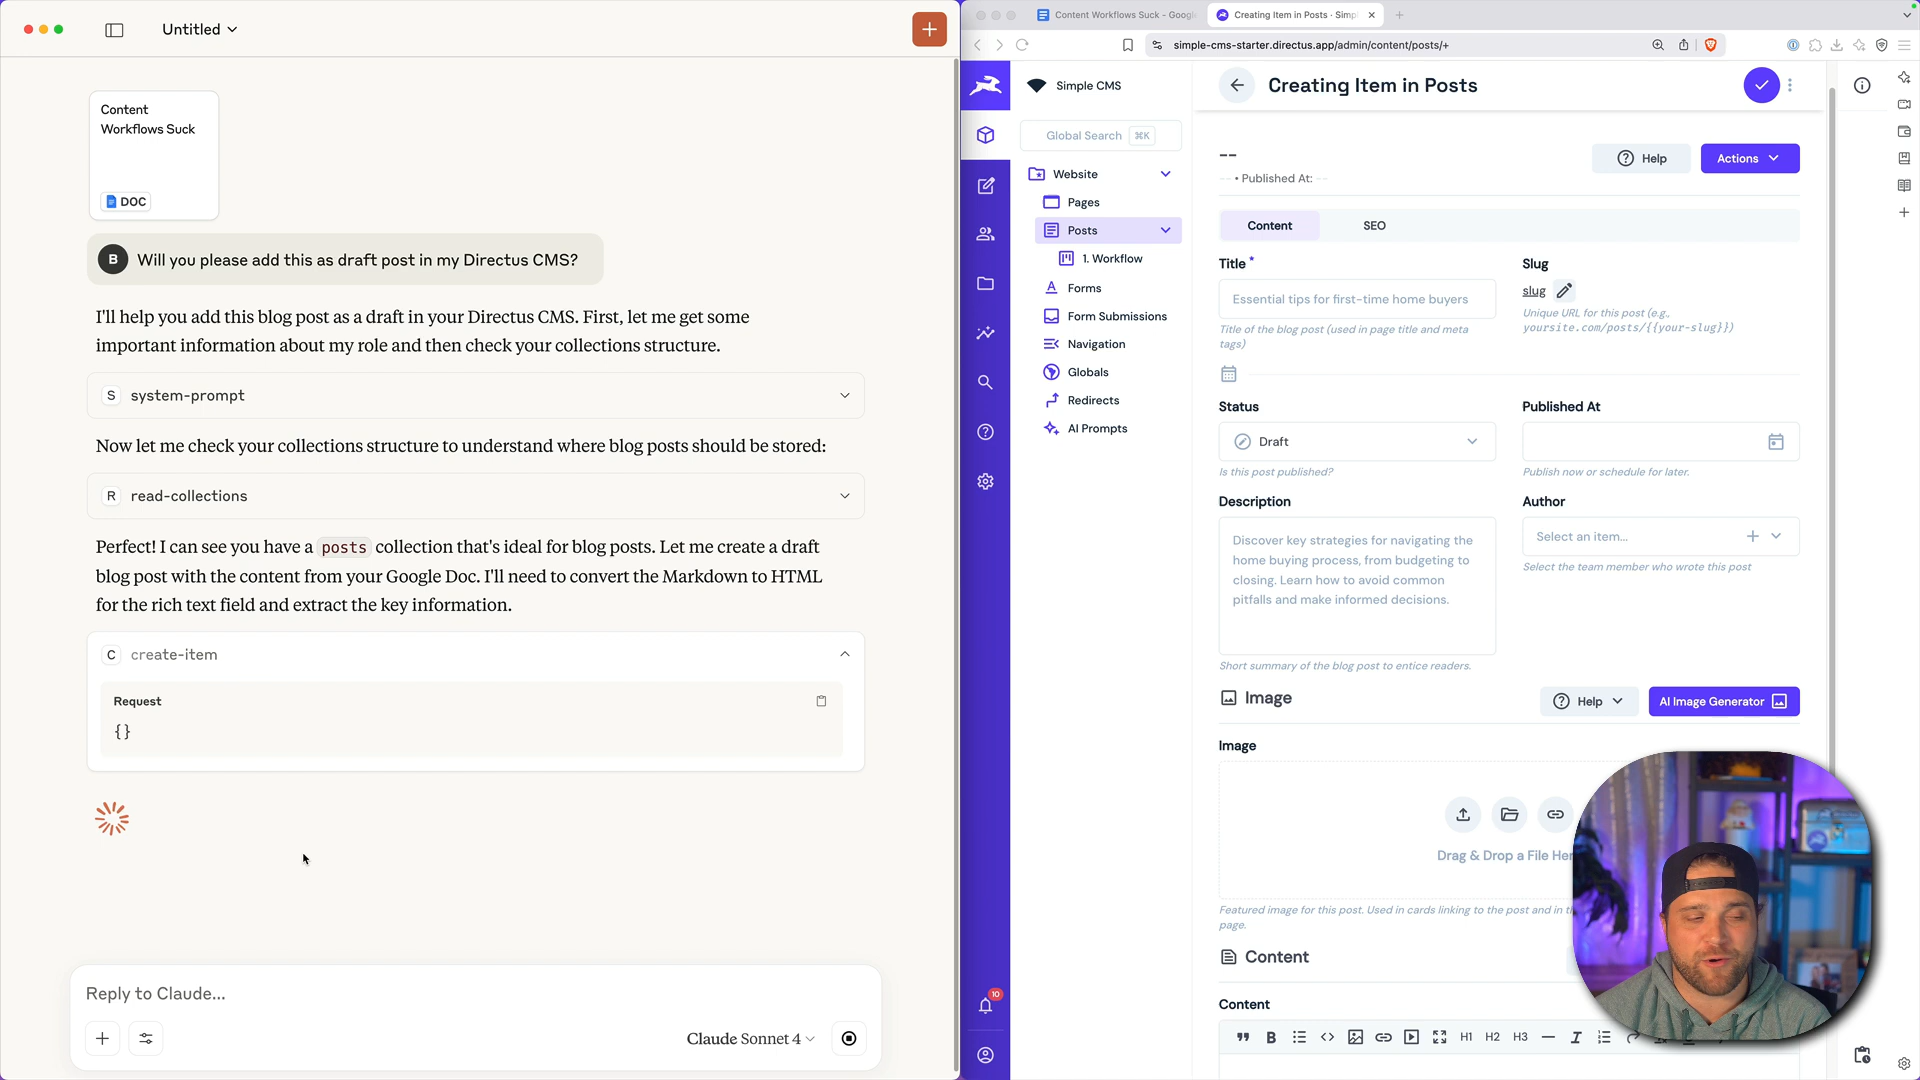 Untitled
Content
Workflows Suck
DOC
B
Will you please add this as draft post in my Directus CMS?
I'll help you add this blog post as a draft in your Directus CMS. First, let me get some
important information about my role and then check your collections structure.
S
system-prompt
Now let me check your collections structure to understand where blog posts should be stored:
R
read-collections
Perfect! I can see you have a posts collection that's ideal for blog posts. Let me create a draft
blog post with the content from your Google Doc. I'll need to convert the Markdown to HTML
for the rich text field and extract the key information.
C
create-item
Request
{}
Reply to Claude...
Claude Sonnet 4
Content Workflows Suck - Google
Creating Item in Posts · Simp
simple-cms-starter.directus.app/admin/content/posts/+
Simple CMS
Global Search
⌘K
Website
Pages
Posts
1. Workflow
Forms
Form Submissions
Navigation
Globals
Redirects
AI Prompts
10
Creating Item in Posts
--
-- • Published At: --
Help
Actions
Content
SEO
Title *
Essential tips for first-time home buyers
Title of the blog post (used in page title and meta
tags)
Slug
slug
Unique URL for this post (e.g.,
yoursite.com/posts/{{your-slug}})
Status
Draft
Is this post published?
Published At
Publish now or schedule for later.
Description
Discover key strategies for navigating the
home buying process, from budgeting to
closing. Learn how to avoid common
pitfalls and make informed decisions.
Short summary of the blog post to entice readers.
Author
Select an item...
Select the team member who wrote this post
Image
Help
AI Image Generator
Image
Drag & Drop a File Her
Featured image for this post. Used in cards linking to the post and in t
page.
Content
Content
H1
H2
H3